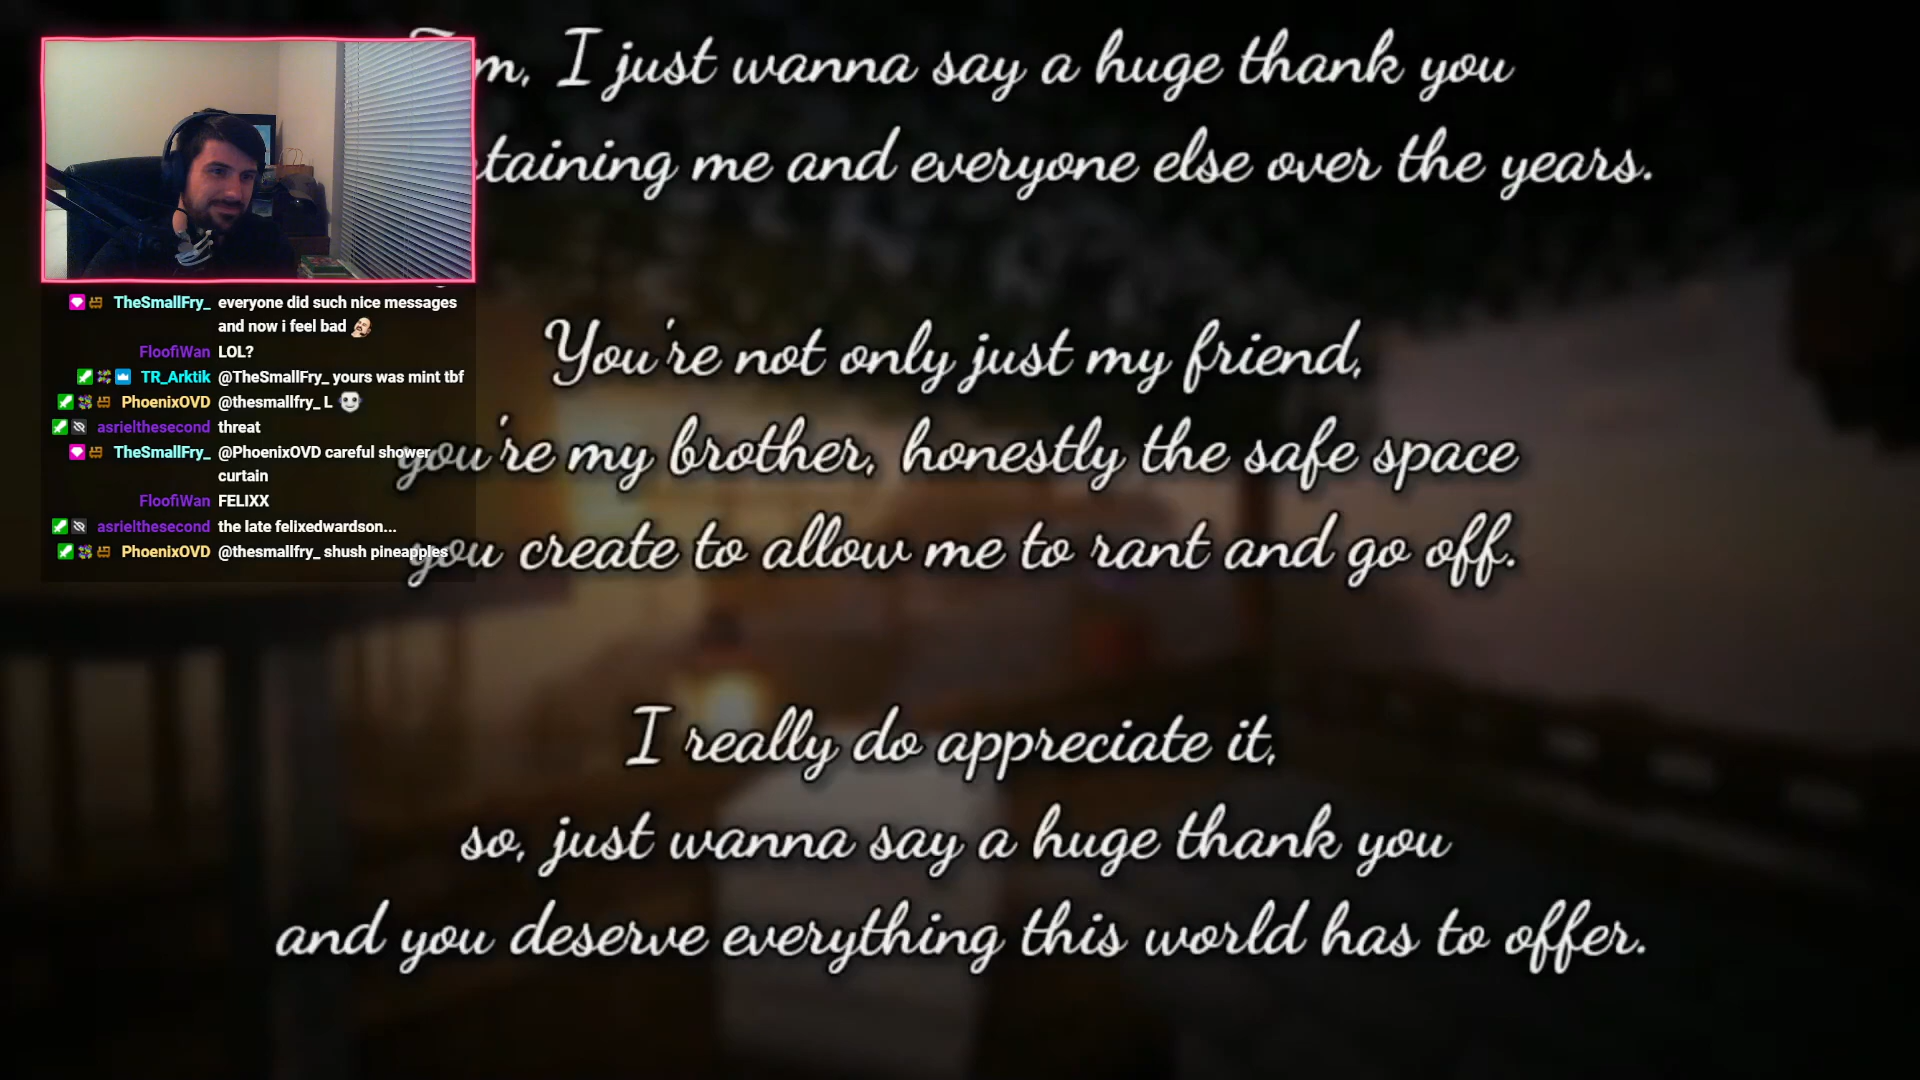 I just wanna say a huge thank you
me and everyone else over the years.
You're not only just my friend,
you're my brother, honestly the safe space
you create to allow me to rant and go off.
I really do appreciate it,
so, just wanna say a huge thank you
and you deserve everything this world has to offer.
TheSmallFry_ everyone did such nice messages
and now i feel bad
FloofiWan LOL?
TR_Arktik @TheSmallFry_ yours was mint tbf
PhoenixOVD @thesmallfry_ L
asrielthesecond threat
TheSmallFry_ @PhoenixOVD careful shower
curtain
FloofiWan FELIXX
asrielthesecond the late felixedwardson...
PhoenixOVD @thesmallfry_ shush pineapples